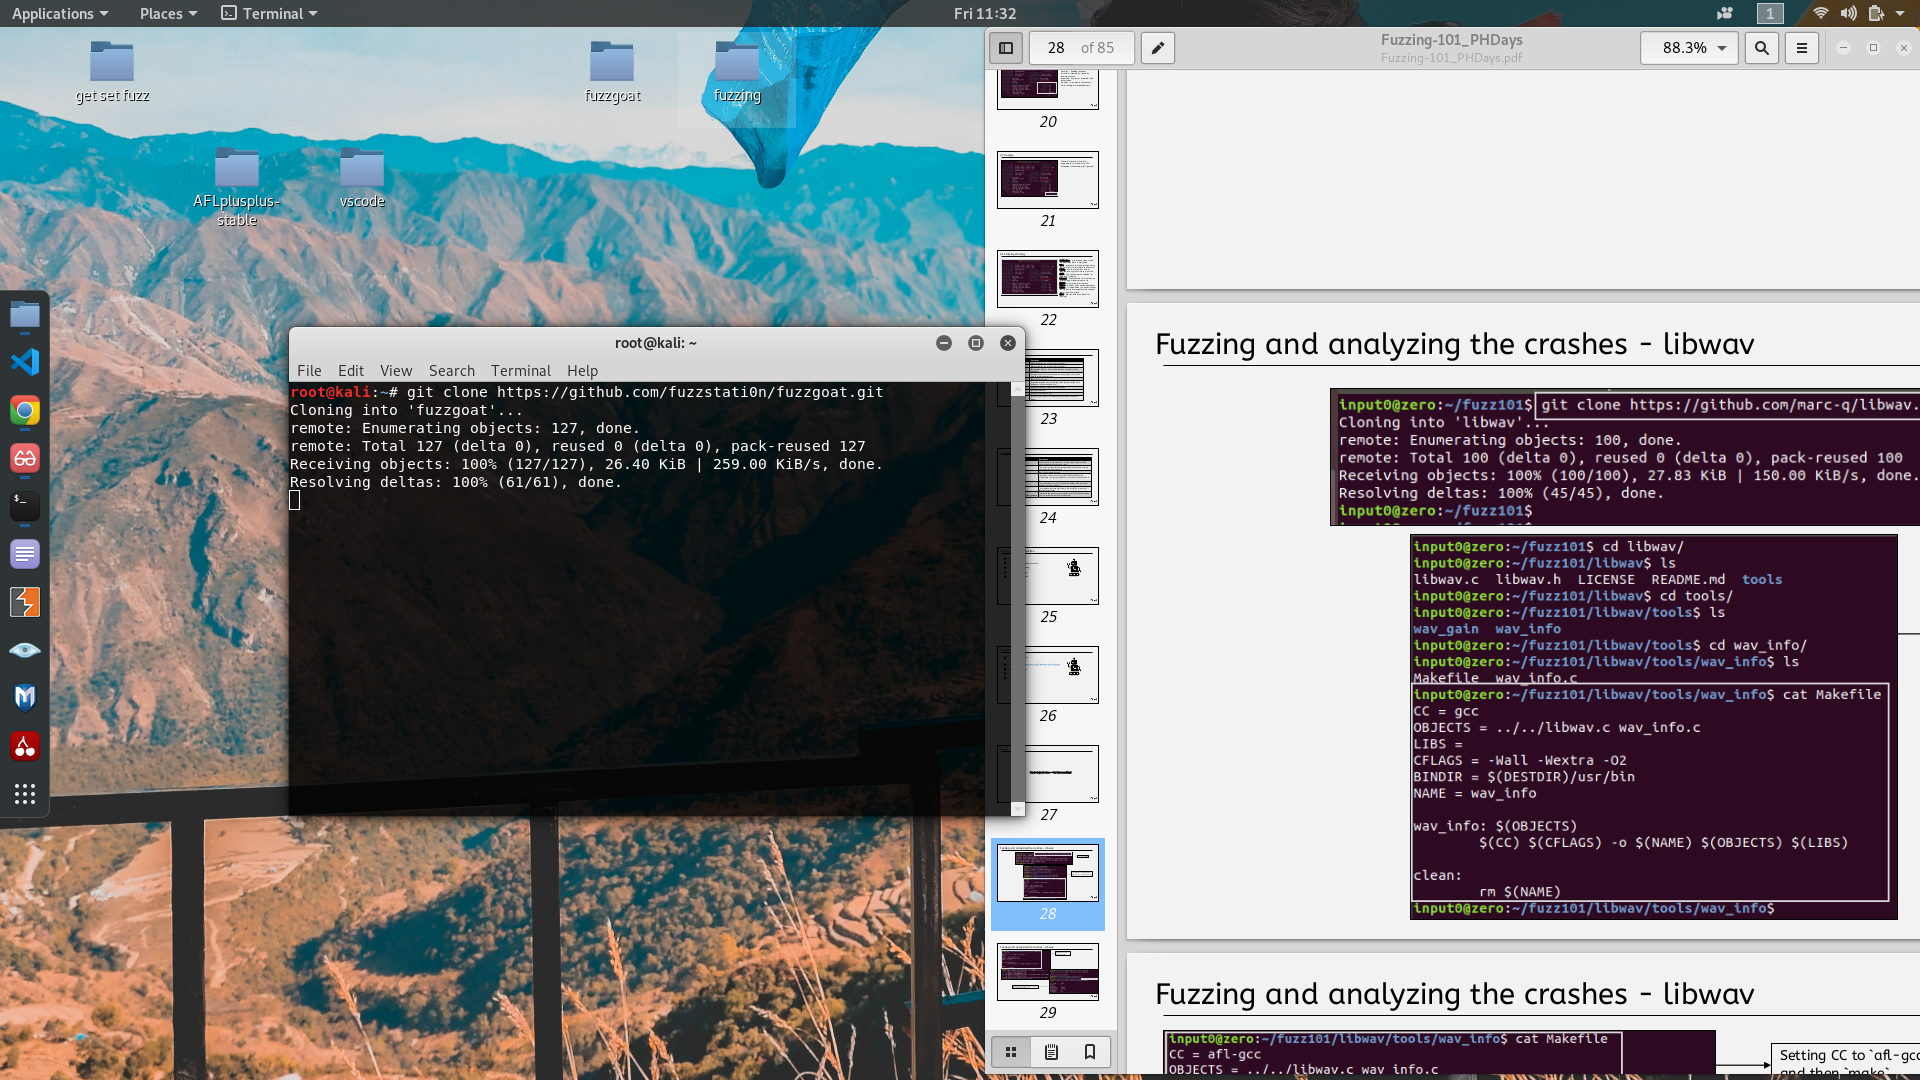 Applications
Places
Terminal
Fri 11:32
1
get set fuzz
fuzzgoat
fuzzing
AFLplusplus-
stable
vscode
root@kali: ~
File Edit View Search Terminal Help
root@kali:~# git clone https://github.com/fuzzstati0n/fuzzgoat.git
Cloning into 'fuzzgoat'...
remote: Enumerating objects: 127, done.
remote: Total 127 (delta 0), reused 0 (delta 0), pack-reused 127
Receiving objects: 100% (127/127), 26.40 KiB | 259.00 KiB/s, done.
Resolving deltas: 100% (61/61), done.
28 of 85
Fuzzing-101_PHDays
Fuzzing-101_PHDays.pdf
88.3%
20
21
22
23
24
25
26
27
28
29
Fuzzing and analyzing the crashes - libwav
input0@zero:~/fuzz101$ git clone https://github.com/marc-q/libwav.
Cloning into 'libwav'...
remote: Enumerating objects: 100, done.
remote: Total 100 (delta 0), reused 0 (delta 0), pack-reused 100
Receiving objects: 100% (100/100), 27.83 KiB | 150.00 KiB/s, done.
Resolving deltas: 100% (45/45), done.
input0@zero:~/fuzz101$
input0@zero:~/fuzz101$ cd libwav/
input0@zero:~/fuzz101/libwav$ ls
libwav.c libwav.h LICENSE README.md tools
input0@zero:~/fuzz101/libwav$ cd tools/
input0@zero:~/fuzz101/libwav/tools$ ls
wav_gain wav_info
input0@zero:~/fuzz101/libwav/tools$ cd wav_info/
input0@zero:~/fuzz101/libwav/tools/wav_info$ ls
Makefile wav_info.c
input0@zero:~/fuzz101/libwav/tools/wav_info$ cat Makefile
CC = gcc
OBJECTS = ../../libwav.c wav_info.c
LIBS =
CFLAGS = -Wall -Wextra -O2
BINDIR = $(DESTDIR)/usr/bin
NAME = wav_info
wav_info: $(OBJECTS)
$(CC) $(CFLAGS) -o $(NAME) $(OBJECTS) $(LIBS)
clean:
rm $(NAME)
input0@zero:~/fuzz101/libwav/tools/wav_info$
Fuzzing and analyzing the crashes - libwav
input0@zero:~/fuzz101/libwav/tools/wav_info$ cat Makefile
CC = afl-gcc
OBJECTS = ../../libwav.c wav_info.c
Setting CC to `afl-gcc
and then `make`